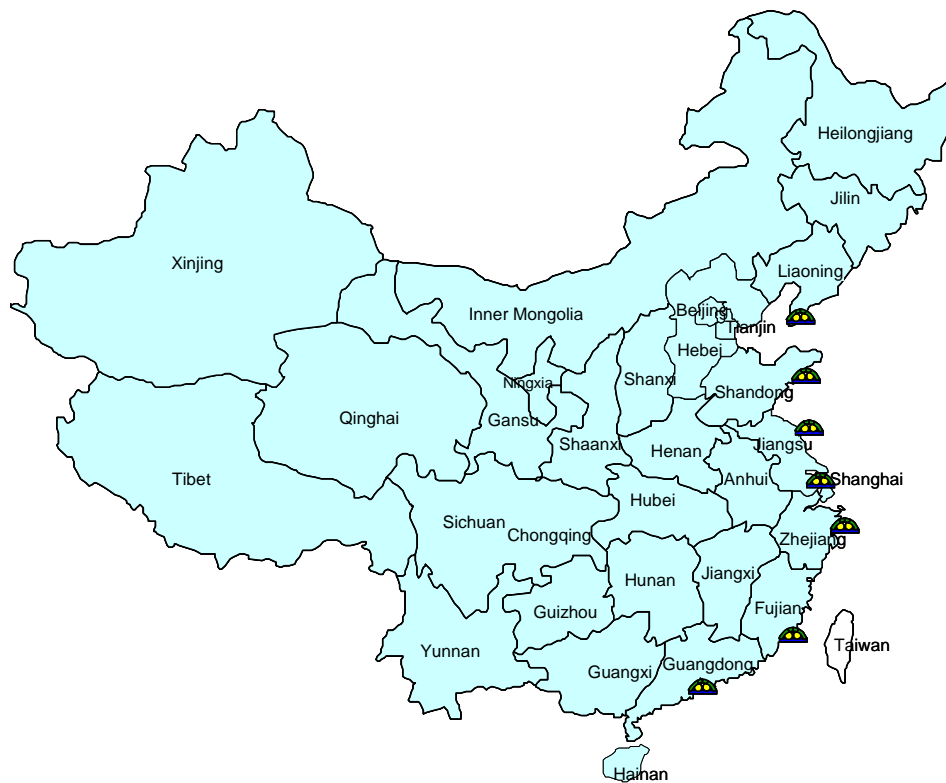 Heilongjiang
Jilin
Xinjing
Liaoning
Beijing
Inner Mongolia
Tianjin
Hebei
Ningxia
Shanxi
Shandong
Qinghai
Gansu
Shaanxi
Henan
Jiangsu
Tibet
Anhui
Shanghai
Hubei
Sichuan
Chongqing
Zhejiang
Hunan
Jiangxi
Guizhou
Fujian
Yunnan
Taiwan
Guangxi
Guangdong
Hainan